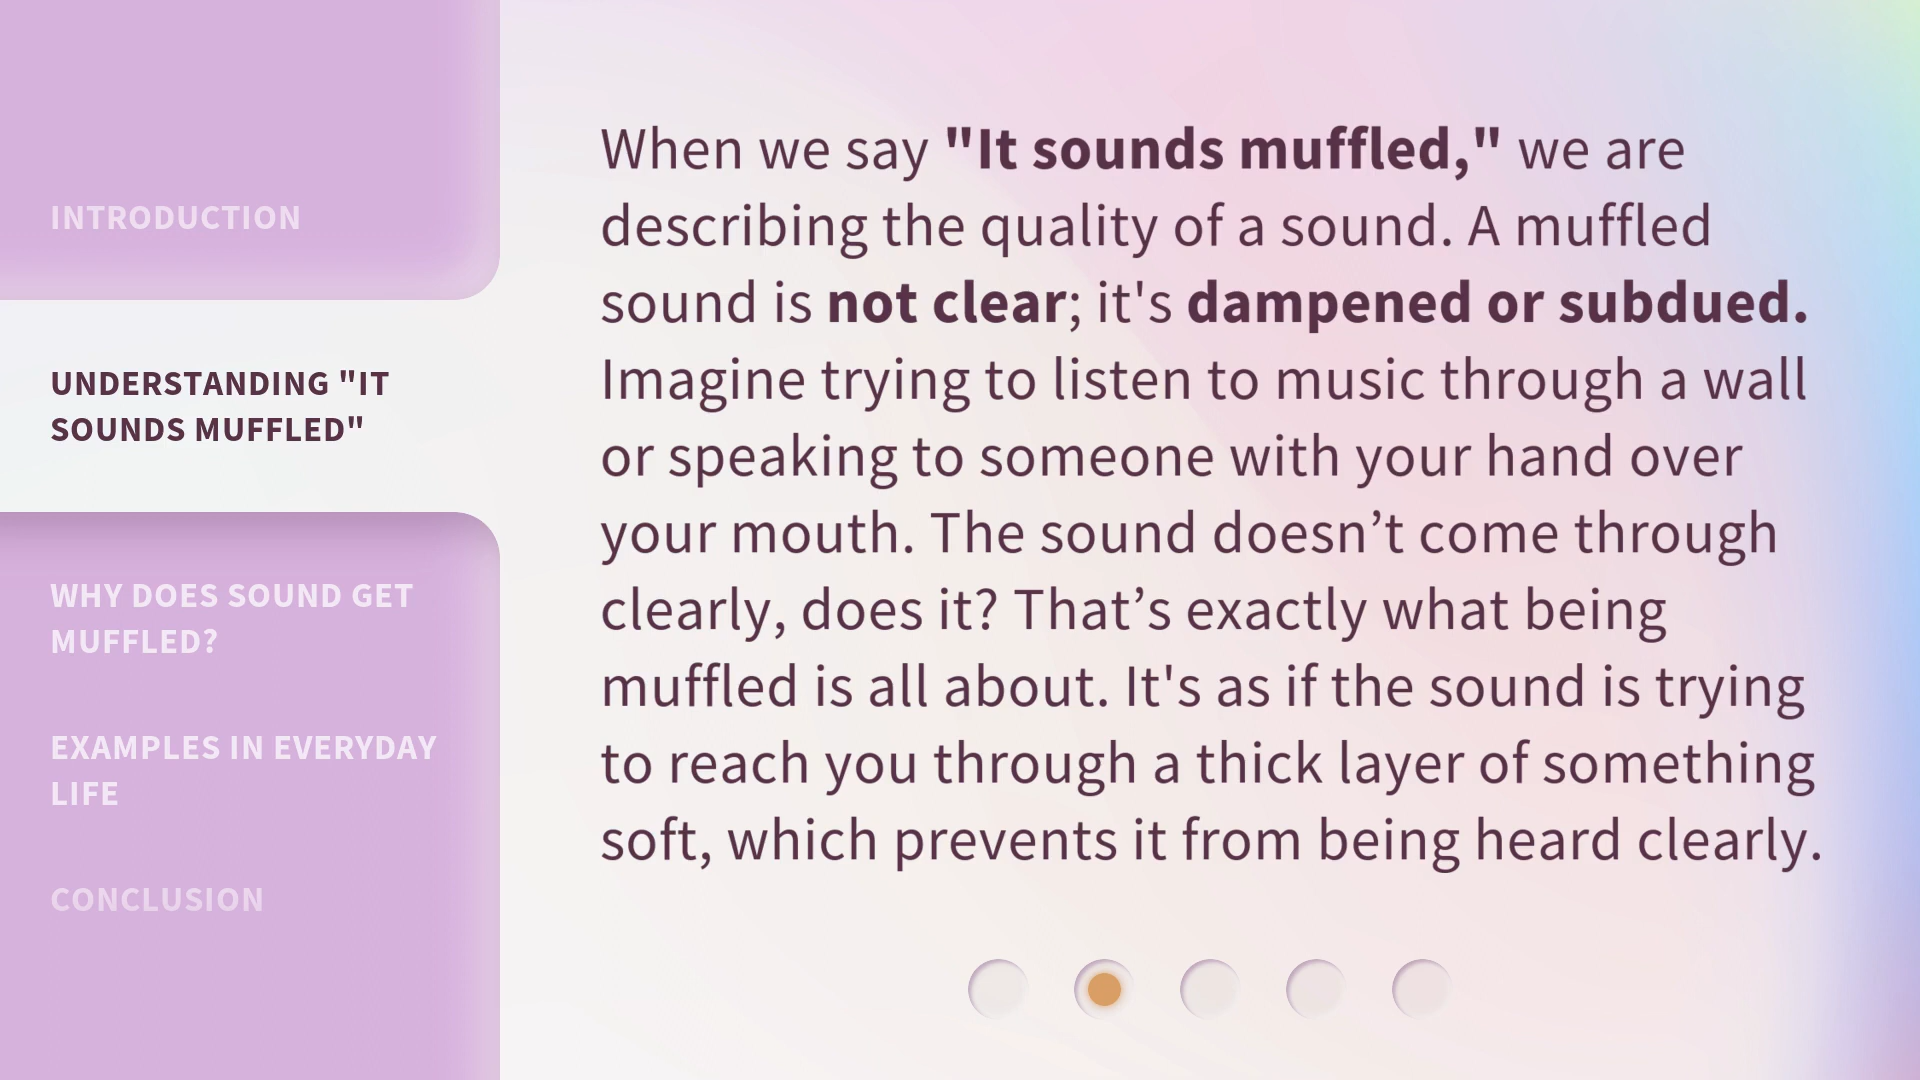 INTRODUCTION
UNDERSTANDING "IT
SOUNDS MUFFLED"
WHY DOES SOUND GET
MUFFLED?
EXAMPLES IN EVERYDAY
LIFE
CONCLUSION
When we say "It sounds muffled," we are
describing the quality of a sound. A muffled
sound is not clear; it's dampened or subdued.
Imagine trying to listen to music through a wall
or speaking to someone with your hand over
your mouth. The sound doesn’t come through
clearly, does it? That’s exactly what being
muffled is all about. It's as if the sound is trying
to reach you through a thick layer of something
soft, which prevents it from being heard clearly.